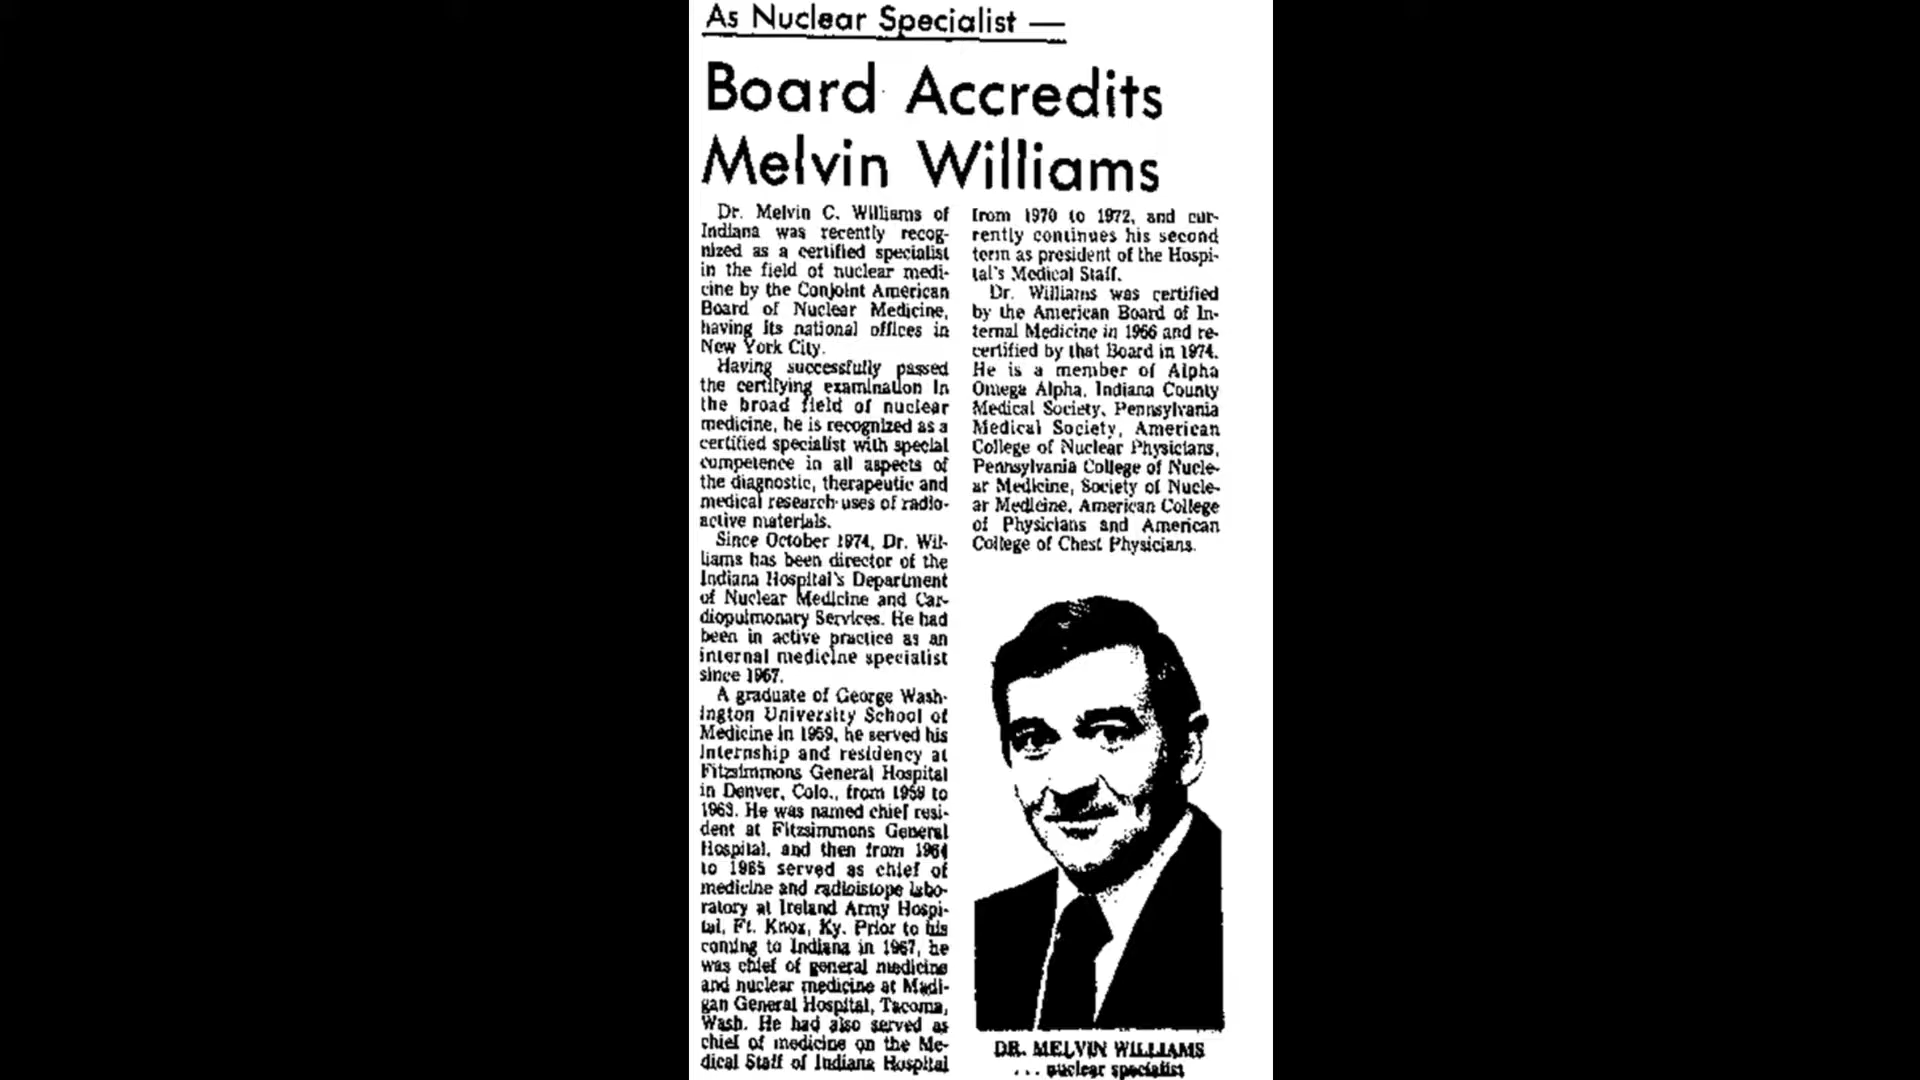 As Nuclear Specialist —
Board Accredits
Melvin Williams
Dr. Melvin C. Williams of
Indiana was recently recog-
nized as a certified specialist
in the field of nuclear medi-
cine by the Conjoint American
Board of Nuclear Medicine,
having its national offices in
New York City.
Having successfully passed
the certifying examination in
the broad field of nuclear
medicine, he is recognized as a
certified specialist with special
competence in all aspects of
the diagnostic, therapeutic and
medical research uses of radio-
active materials.
Since October 1974, Dr. Wil-
liams has been director of the
Indiana Hospital's Department
of Nuclear Medicine and Car-
diopulmonary Services. He had
been in active practice as an
internal medicine specialist
since 1967.
A graduate of George Wash-
ington University School of
Medicine in 1959, he served his
internship and residency at
Fitzsimmons General Hospital
in Denver, Colo., from 1959 to
1963. He was named chief resi-
dent at Fitzsimmons General
Hospital, and then from 1964
to 1965 served as chief of
medicine and radioistope labo-
ratory at Ireland Army Hospi-
tal, Ft. Knox, Ky. Prior to his
coming to Indiana in 1967, he
was chief of general medicine
and nuclear medicine at Madi-
gan General Hospital, Tacoma,
Wash. He had also served as
chief of medicine on the Me-
dical Staff of Indiana Hospital
from 1970 to 1972, and cur-
rently continues his second
term as president of the Hospi-
tal's Medical Staff.
Dr. Williams was certified
by the American Board of In-
ternal Medicine in 1966 and re-
certified by that Board in 1974.
He is a member of Alpha
Omega Alpha, Indiana County
Medical Society, Pennsylvania
Medical Society, American
College of Nuclear Physicians,
Pennsylvania College of Nucle-
ar Medicine, Society of Nucle-
ar Medicine, American College
of Physicians and American
College of Chest Physicians.
DR. MELVIN WILLIAMS
. . . nuclear specialist